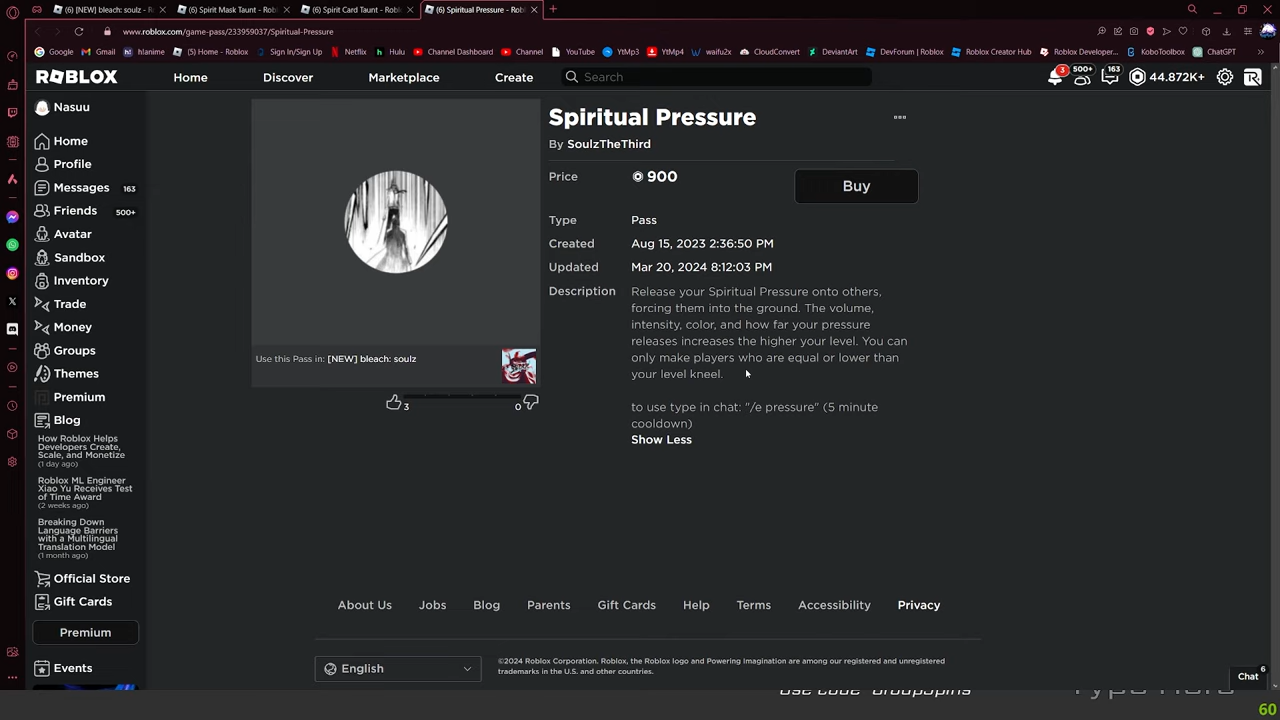 (6) [NEW] bleach: soulz
(6) Spirit Mask Taunt - Robl
(6) Spirit Card Taunt - Roblo
(6) Spiritual Pressure - Robl
www.roblox.com/game-pass/233959037/Spiritual-Pressure
Google M hianime (6) Home - Roblox Sign In/Sign Up Netflix Hulu Channel Dashboard Channel YouTube YtMp3 YtMp4 waifu2x CloudConvert DeviantArt DevForum | Roblox Roblox Creator Hub Roblox Developer... KoboToolbox ChatGPT
ROBLOX Home Discover Marketplace Create Search 3 500+ 163 44.872K+
Nasuu
Home
Profile
Messages 163
Friends 500+
Avatar
Sandbox
Inventory
Trade
Money
Groups
Themes
Premium
Blog
How Roblox Helps
Developers Create,
Scale, and Monetize
(1 day ago)
Roblox ML Engineer
Xiao Yu Receives Test
of Time Award
(2 weeks ago)
Breaking Down
Language Barriers
with a Multilingual
Translation Model
(1 month ago)
Official Store
Gift Cards
Premium
Events
Spiritual Pressure
By SoulzTheThird
Price 900
Buy
Type Pass
Created Aug 15, 2023 2:36:50 PM
Updated Mar 20, 2024 8:12:03 PM
Description Release your Spiritual Pressure onto others,
forcing them into the ground. The volume,
intensity, color, and how far your pressure
releases increases the higher your level. You can
only make players who are equal or lower than
your level kneel.
to use type in chat: "/e pressure" (5 minute
cooldown)
Show Less
Use this Pass in: [NEW] bleach: soulz
3 0
About Us Jobs Blog Parents Gift Cards Help Terms Accessibility Privacy
English
©2024 Roblox Corporation. Roblox, the Roblox logo and Powering Imagination are among our registered and unregistered
trademarks in the U.S. and other countries.
Chat 6
60